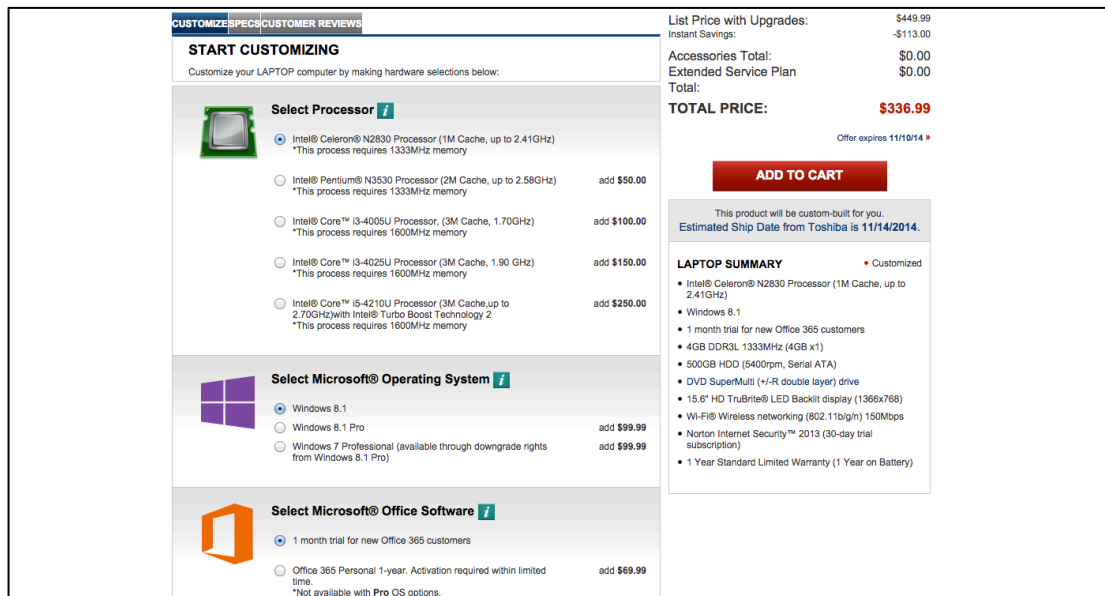 CUSTOMIZE SPECS CUSTOMER REVIEWS
START CUSTOMIZING
Customize your LAPTOP computer by making hardware selections below:
Select Processor i
Intel® Celeron® N2830 Processor (1M Cache, up to 2.41GHz)
*This process requires 1333MHz memory
Intel® Pentium® N3530 Processor (2M Cache, up to 2.58GHz) add $50.00
*This process requires 1333MHz memory
Intel® Core™ i3-4005U Processor, (3M Cache, 1.70GHz) add $100.00
*This process requires 1600MHz memory
Intel® Core™ i3-4025U Processor (3M Cache, 1.90 GHz) add $150.00
*This process requires 1600MHz memory
Intel® Core™ i5-4210U Processor (3M Cache,up to add $250.00
2.70GHz)with Intel® Turbo Boost Technology 2
*This process requires 1600MHz memory
Select Microsoft® Operating System i
Windows 8.1
Windows 8.1 Pro add $99.99
Windows 7 Professional (available through downgrade rights add $99.99
from Windows 8.1 Pro)
Select Microsoft® Office Software i
1 month trial for new Office 365 customers
Office 365 Personal 1-year. Activation required within limited add $69.99
time.
*Not available with Pro OS options.
List Price with Upgrades: $449.99
Instant Savings: -$113.00
Accessories Total: $0.00
Extended Service Plan $0.00
Total:
TOTAL PRICE: $336.99
Offer expires 11/10/14 »
ADD TO CART
This product will be custom-built for you.
Estimated Ship Date from Toshiba is 11/14/2014.
LAPTOP SUMMARY • Customized
• Intel® Celeron® N2830 Processor (1M Cache, up to
2.41GHz)
• Windows 8.1
• 1 month trial for new Office 365 customers
• 4GB DDR3L 1333MHz (4GB x1)
• 500GB HDD (5400rpm, Serial ATA)
• DVD SuperMulti (+/-R double layer) drive
• 15.6" HD TruBrite® LED Backlit display (1366x768)
• Wi-Fi® Wireless networking (802.11b/g/n) 150Mbps
• Norton Internet Security™ 2013 (30-day trial
subscription)
• 1 Year Standard Limited Warranty (1 Year on Battery)